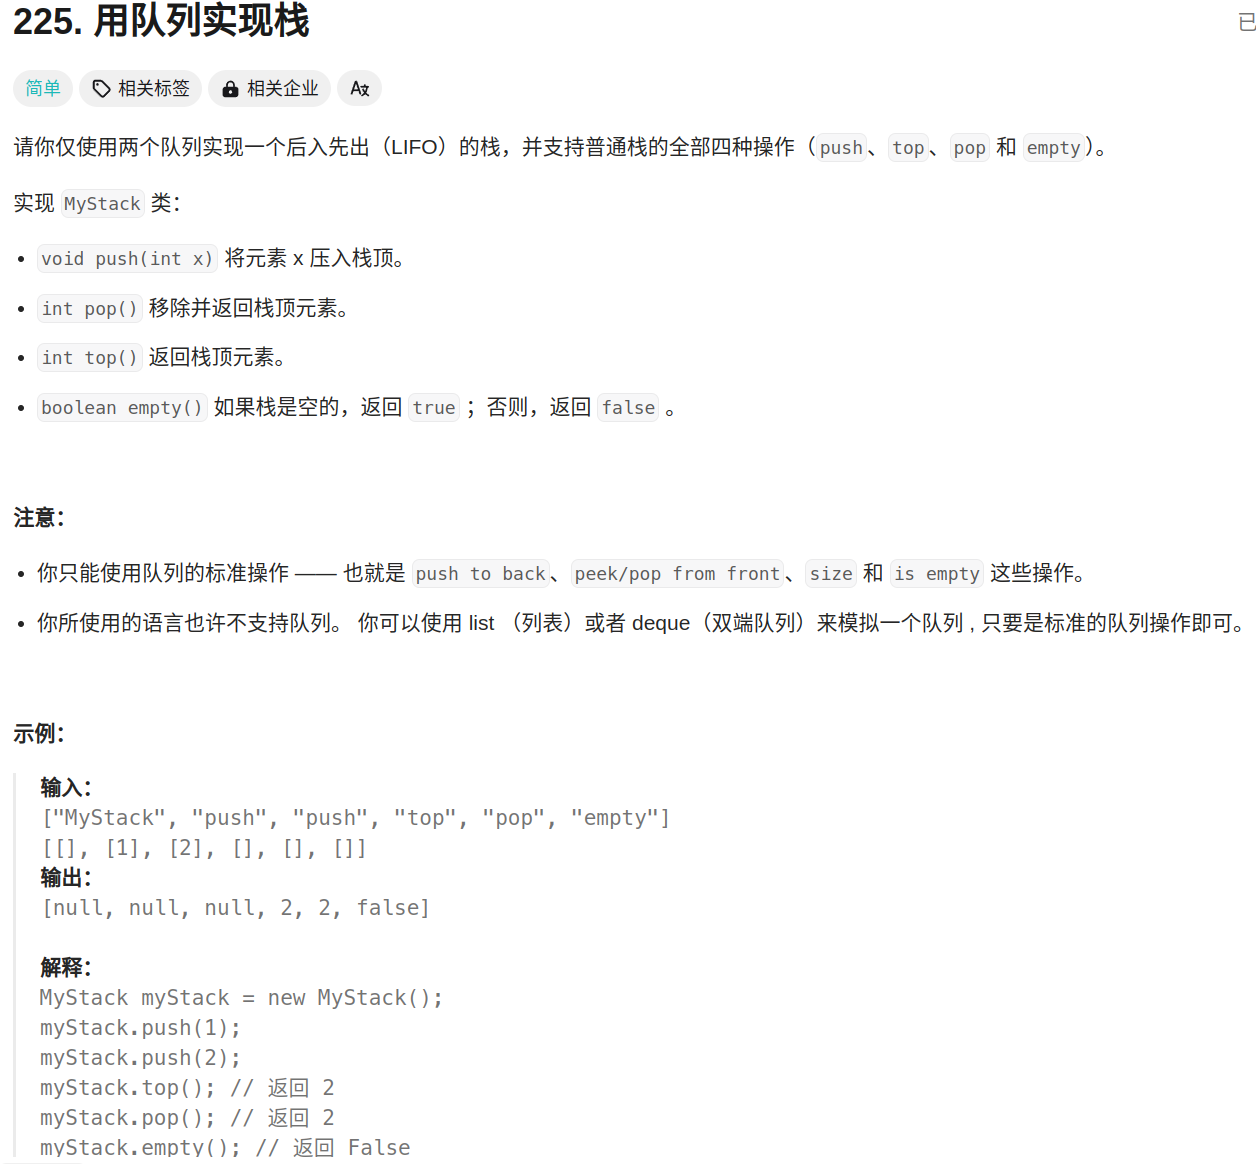 225. 用队列实现栈
已
简单 相关标签 相关企业
请你仅使用两个队列实现一个后入先出（LIFO）的栈，并支持普通栈的全部四种操作（push、top、pop 和 empty）。
实现 MyStack 类：
• void push(int x) 将元素 x 压入栈顶。
• int pop() 移除并返回栈顶元素。
• int top() 返回栈顶元素。
• boolean empty() 如果栈是空的，返回 true ；否则，返回 false 。
注意：
• 你只能使用队列的标准操作 —— 也就是 push to back、peek/pop from front、size 和 is empty 这些操作。
• 你所使用的语言也许不支持队列。 你可以使用 list （列表）或者 deque（双端队列）来模拟一个队列 , 只要是标准的队列操作即可。
示例：
输入：
["MyStack", "push", "push", "top", "pop", "empty"]
[[], [1], [2], [], [], []]
输出：
[null, null, null, 2, 2, false]
解释：
MyStack myStack = new MyStack();
myStack.push(1);
myStack.push(2);
myStack.top(); // 返回 2
myStack.pop(); // 返回 2
myStack.empty(); // 返回 False